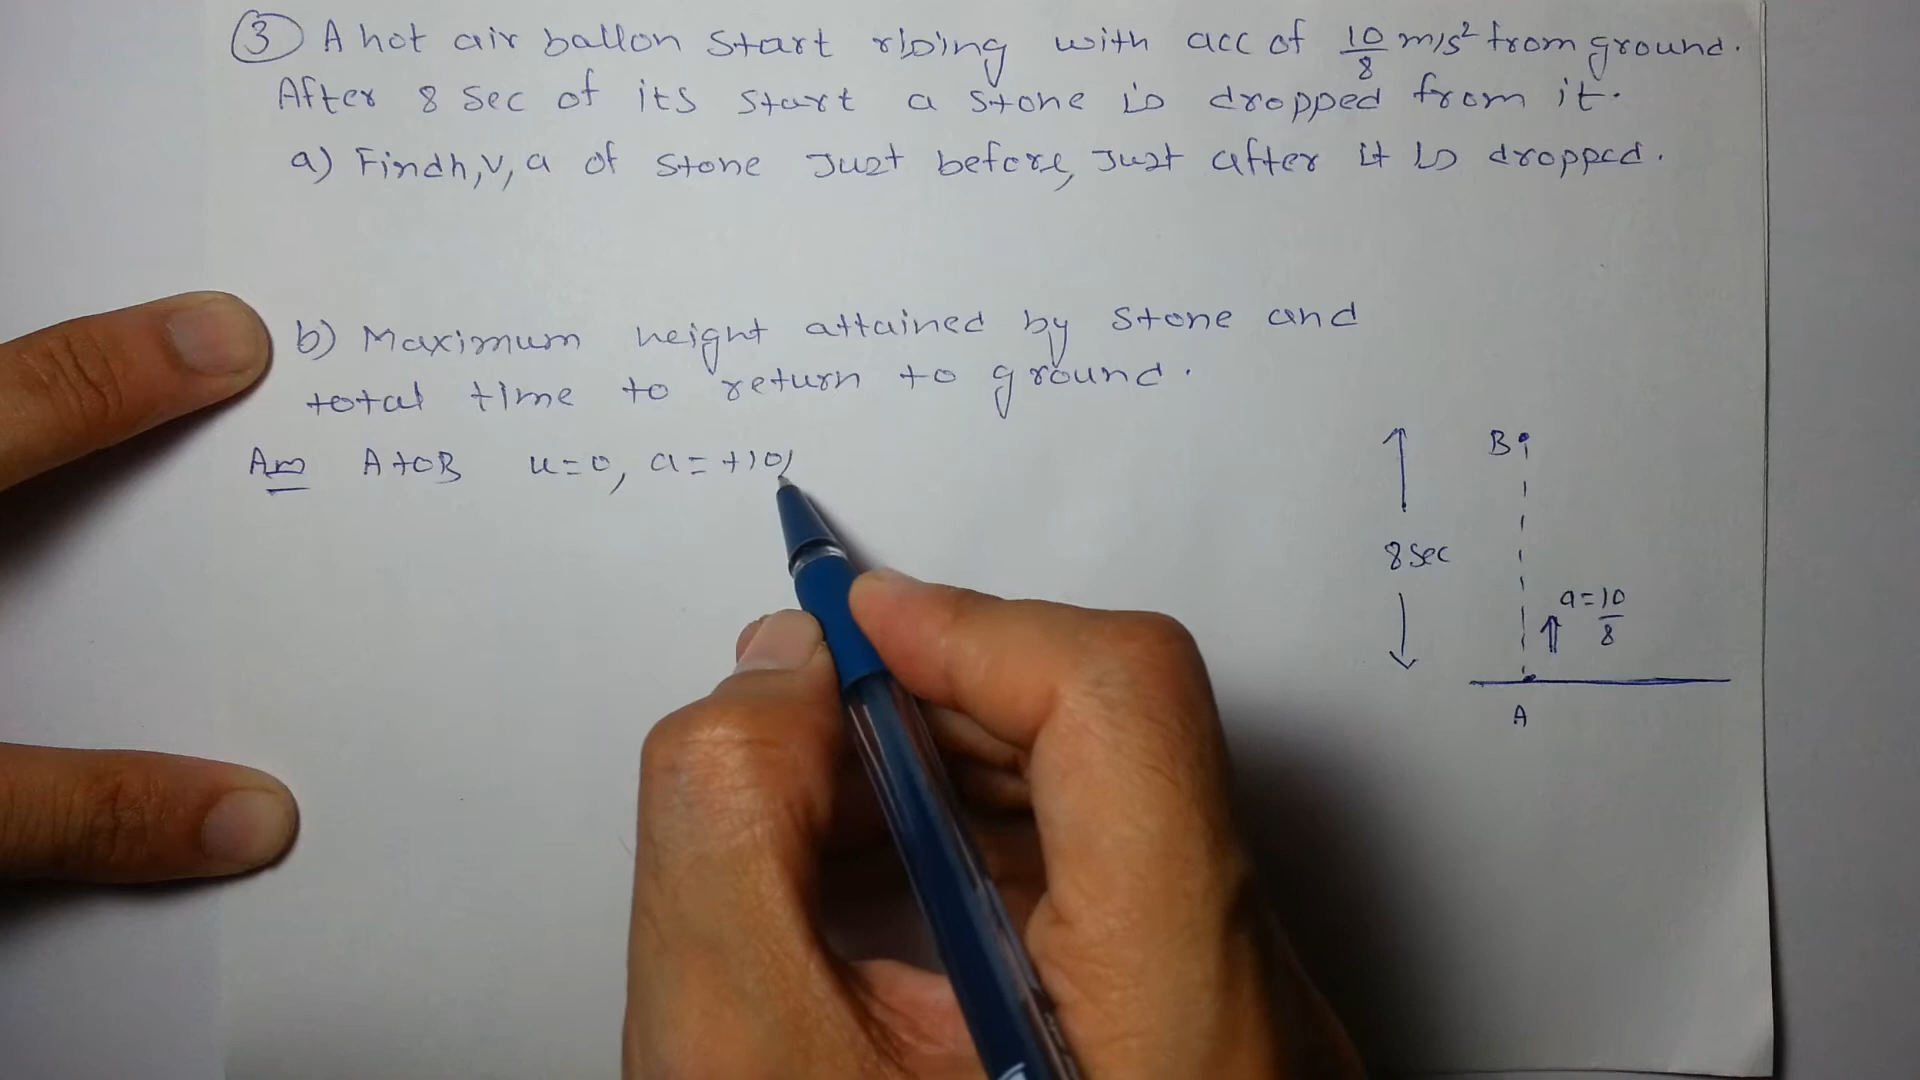 3 A hot air ballon start rising with acc of 10/8 m/s² from ground.
After 8 sec of its start a stone is dropped from it.
a) Find h, v, a of stone Just before, Just after it is dropped.
b) Maximum height attained by stone and
total time to return to ground.
Ans A to B u=0, a=+10/
B
8 sec
a=10/8
A